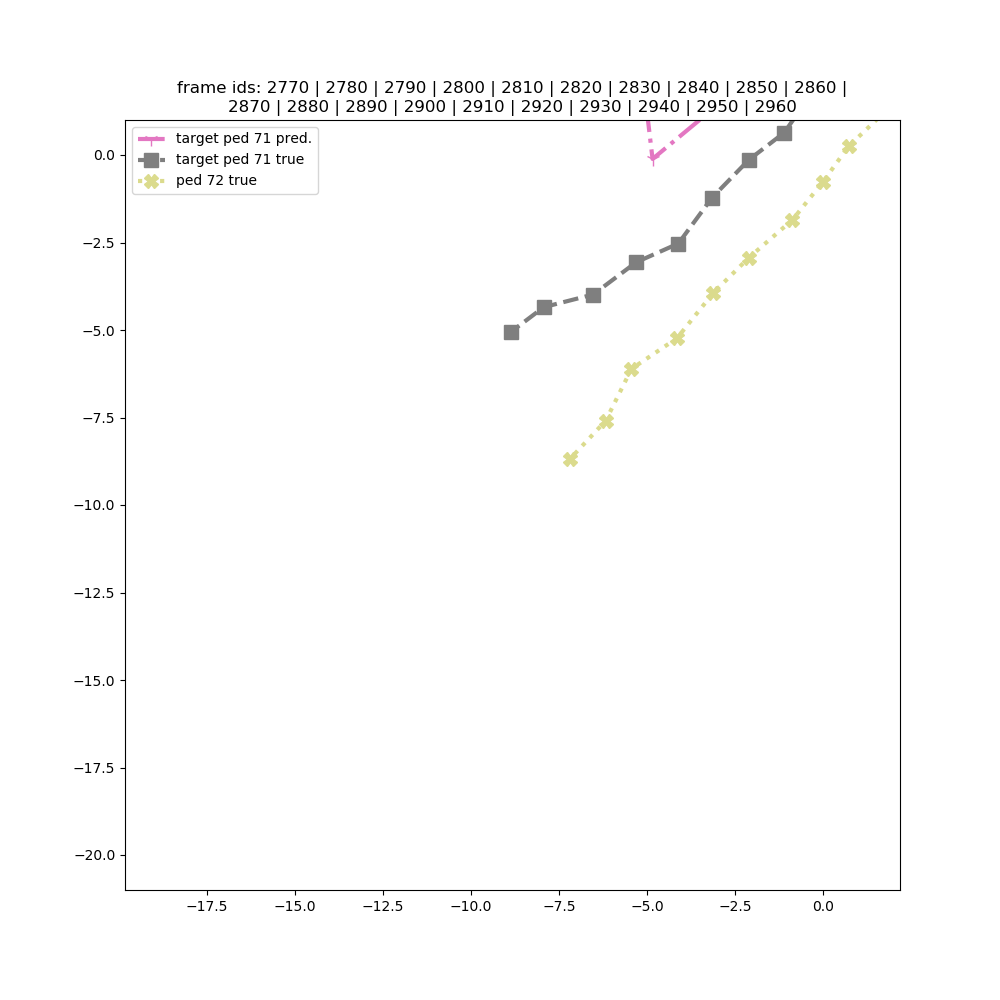 frame ids: 2770 | 2780 | 2790 | 2800 | 2810 | 2820 | 2830 | 2840 | 2850 | 2860 |
2870 | 2880 | 2890 | 2900 | 2910 | 2920 | 2930 | 2940 | 2950 | 2960
target ped 71 pred.
target ped 71 true
ped 72 true
0.0
−2.5
−5.0
−7.5
−10.0
−12.5
−15.0
−17.5
−20.0
−17.5 −15.0 −12.5 −10.0 −7.5 −5.0 −2.5 0.0